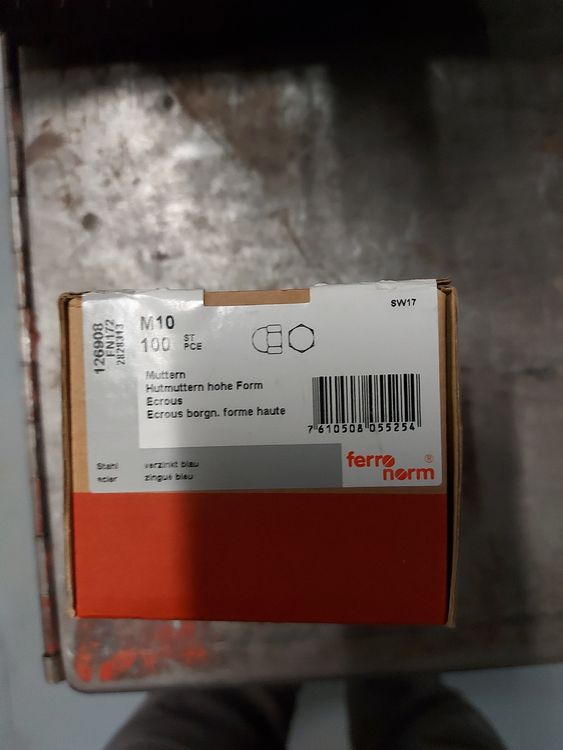 SW17
126908
FN172
2828313
M10
100 ST
PCE
Muttern
Hutmuttern hohe Form
Ecrous
Ecrous borgn. forme haute
7 610508 055254
Stahl verzinkt blau
acier zingué bleu
ferro
norm®